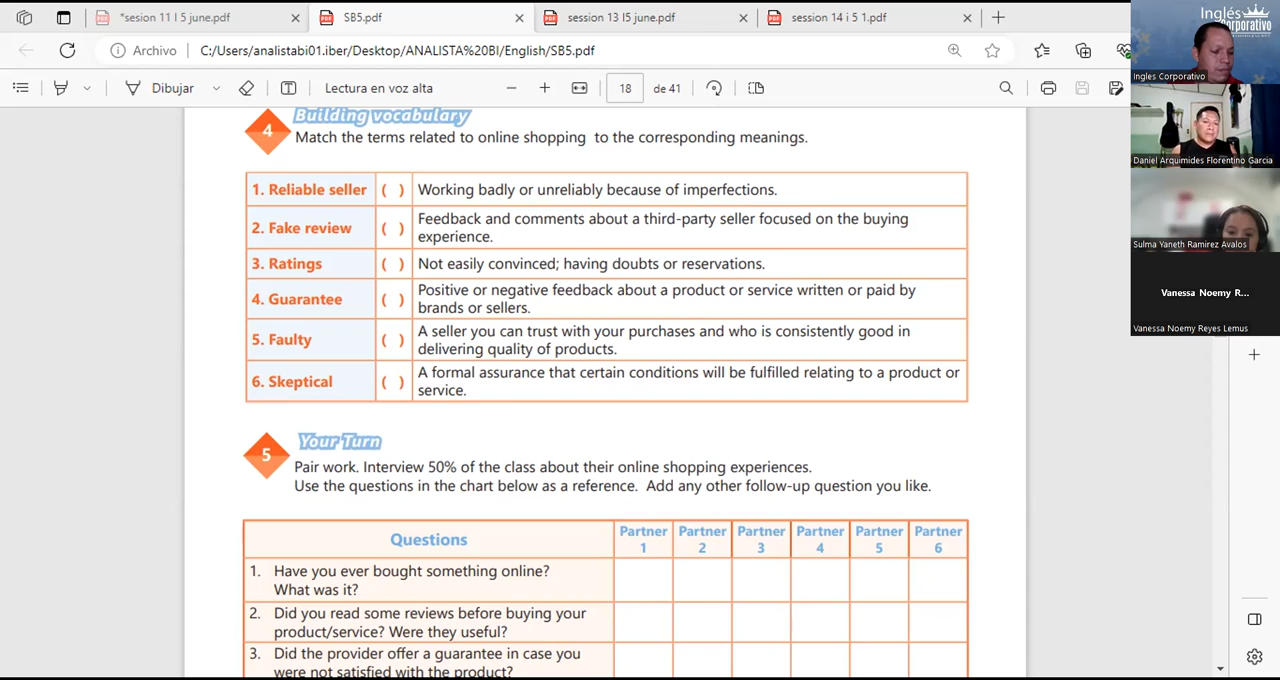 *sesion 11 I 5 june.pdf
SB5.pdf
session 13 I5 june.pdf
session 14 i 5 1.pdf
Archivo
C:/Users/analistabi01.iber/Desktop/ANALISTA%20BI/English/SB5.pdf
Dibujar
Lectura en voz alta
18
de 41
Inglés
Corporativo
Ingles Corporativo
Daniel Arquimides Florentino Garcia
Sulma Yaneth Ramirez Avalos
Vanessa Noemy R...
Vanessa Noemy Reyes Lemus
4
Building vocabulary
Match the terms related to online shopping to the corresponding meanings.
1. Reliable seller ( ) Working badly or unreliably because of imperfections.
2. Fake review ( ) Feedback and comments about a third-party seller focused on the buying
experience.
3. Ratings ( ) Not easily convinced; having doubts or reservations.
4. Guarantee ( ) Positive or negative feedback about a product or service written or paid by
brands or sellers.
5. Faulty ( ) A seller you can trust with your purchases and who is consistently good in
delivering quality of products.
6. Skeptical ( ) A formal assurance that certain conditions will be fulfilled relating to a product or
service.
5
Your Turn
Pair work. Interview 50% of the class about their online shopping experiences.
Use the questions in the chart below as a reference. Add any other follow-up question you like.
Questions
Partner 1
Partner 2
Partner 3
Partner 4
Partner 5
Partner 6
1. Have you ever bought something online?
What was it?
2. Did you read some reviews before buying your
product/service? Were they useful?
3. Did the provider offer a guarantee in case you
were not satisfied with the product?